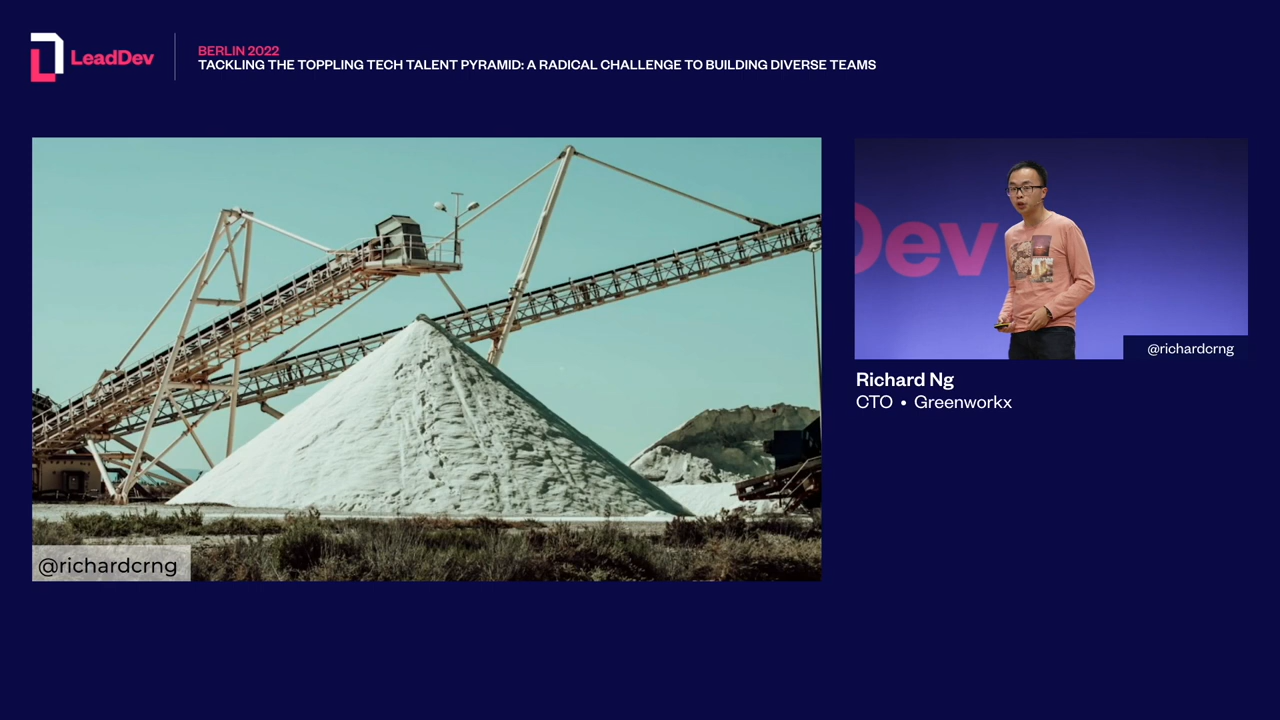 LeadDev
BERLIN 2022
TACKLING THE TOPPLING TECH TALENT PYRAMID: A RADICAL CHALLENGE TO BUILDING DIVERSE TEAMS
Dev
@richardcrng
Richard Ng
CTO • Greenworkx
@richardcrng